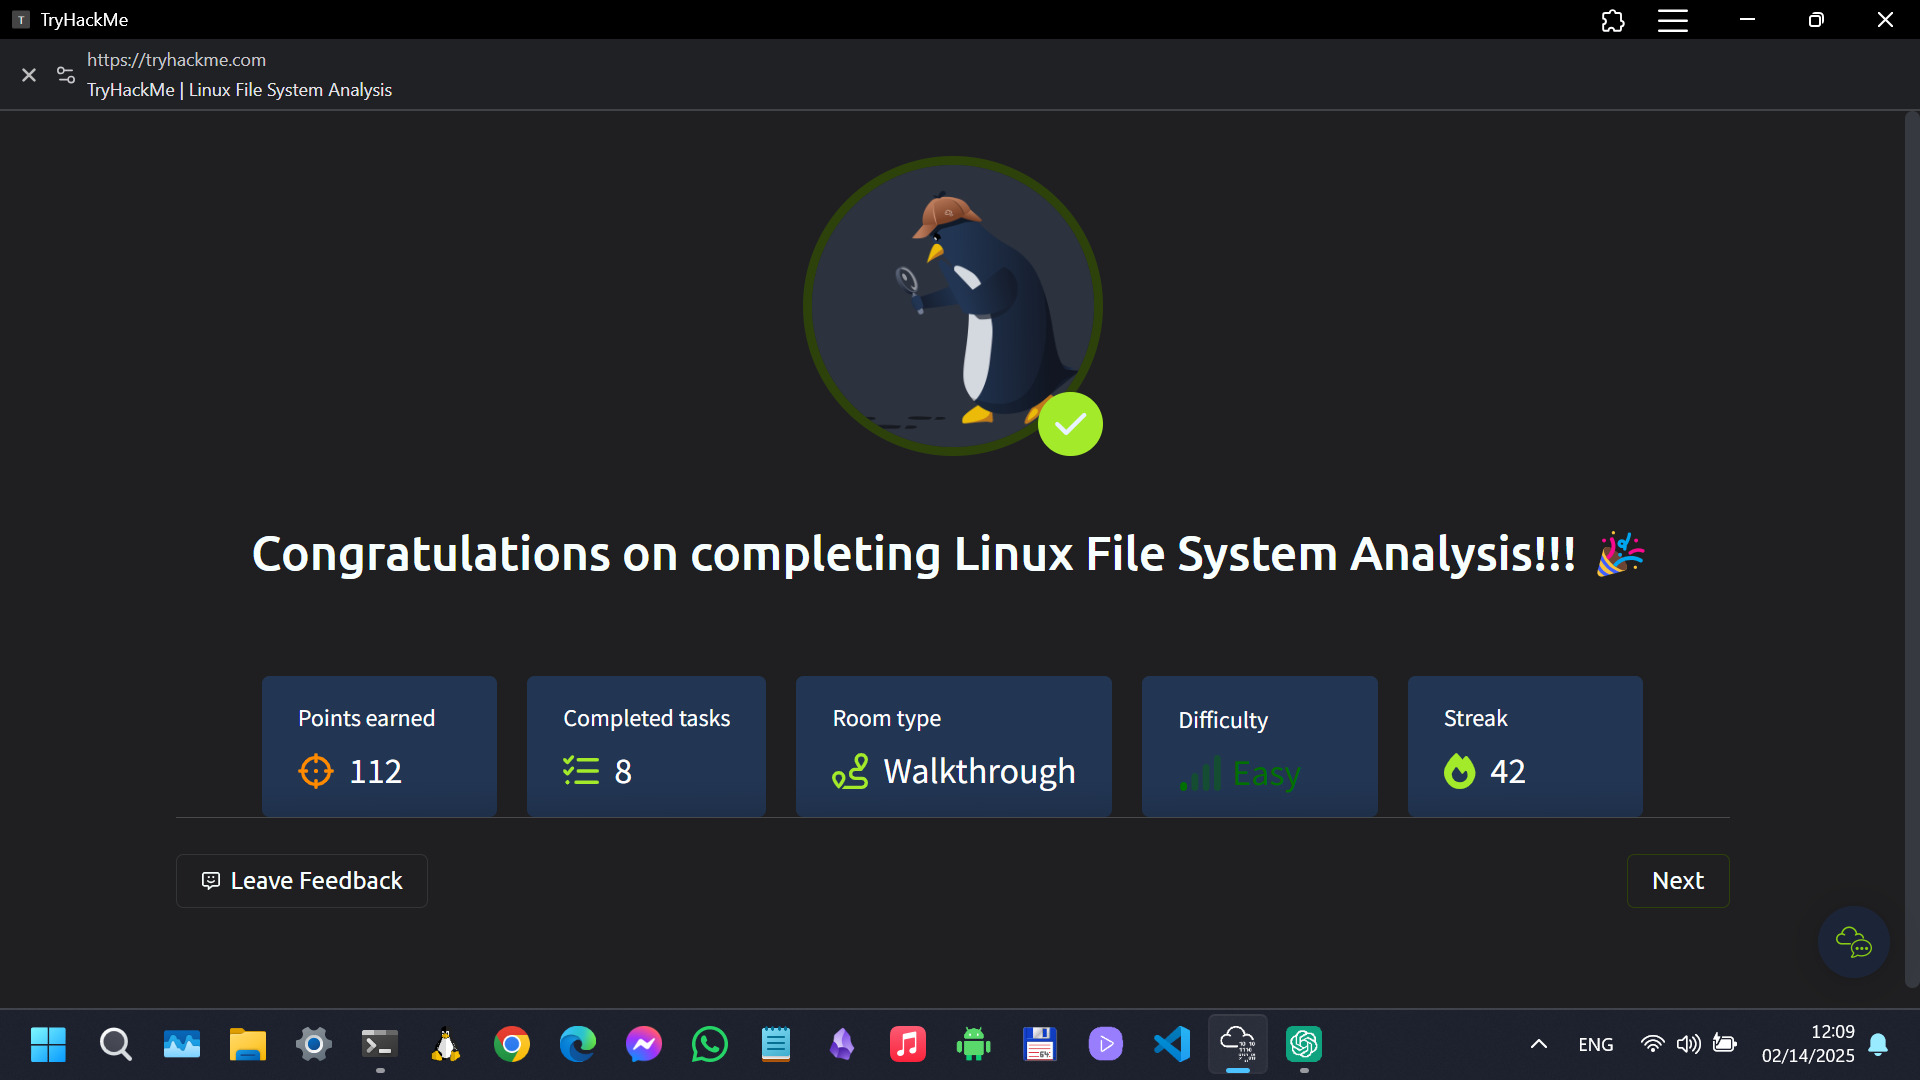 TryHackMe
https://tryhackme.com
TryHackMe | Linux File System Analysis
Congratulations on completing Linux File System Analysis!!! 🎉
Points earned
112
Completed tasks
8
Room type
Walkthrough
Difficulty
Easy
Streak
42
Leave Feedback
Next
64
ENG
12:09
02/14/2025